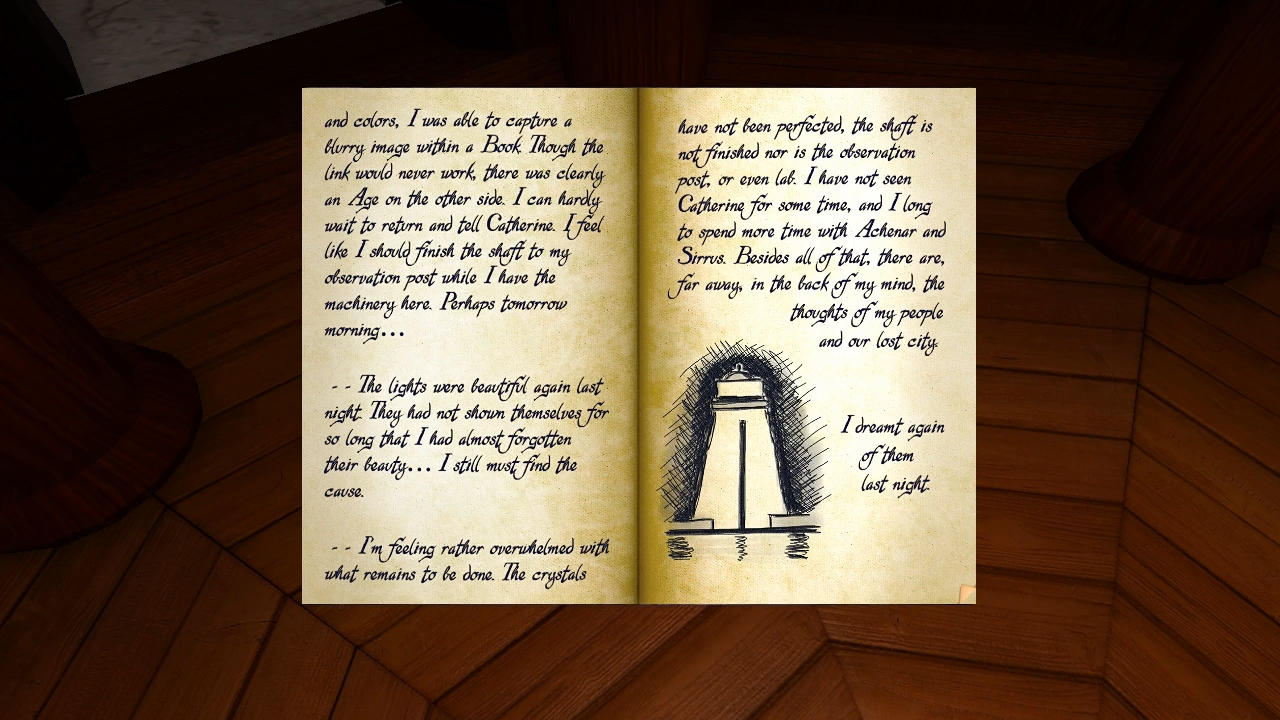 and colors, I was able to capture a
blurry image within a Book. Though the
link would never work, there was clearly
an Age on the other side. I can hardly
wait to return and tell Catherine. I feel
like I should finish the shaft to my
observation post while I have the
machinery here. Perhaps tomorrow
morning...
- - The lights were beautiful again last
night. They had not shown themselves for
so long that I had almost forgotten
their beauty... I still must find the
cause.
- - I'm feeling rather overwhelmed with
what remains to be done. The crystals
have not been perfected, the shaft is
not finished nor is the observation
post, or even lab. I have not seen
Catherine for some time, and I long
to spend more time with Achenar and
Sirrus. Besides all of that, there are,
far away, in the back of my mind, the
thoughts of my people
and our lost city.
I dreamt again
of them
last night.